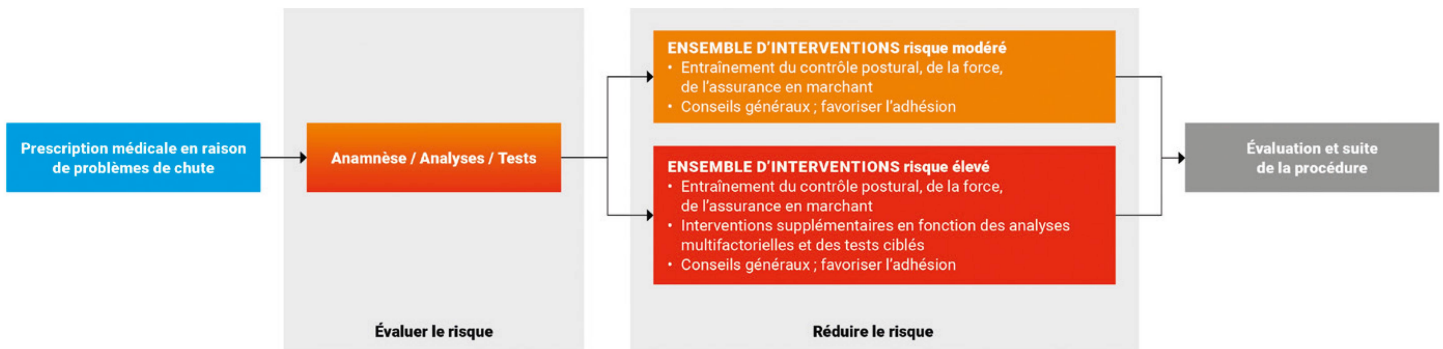 Prescription médicale en raison
de problèmes de chute
Anamnèse / Analyses / Tests
Évaluer le risque
ENSEMBLE D’INTERVENTIONS risque modéré
• Entraînement du contrôle postural, de la force,
de l’assurance en marchant
• Conseils généraux ; favoriser l’adhésion
ENSEMBLE D’INTERVENTIONS risque élevé
• Entraînement du contrôle postural, de la force,
de l’assurance en marchant
• Interventions supplémentaires en fonction des analyses
multifactorielles et des tests ciblés
• Conseils généraux ; favoriser l’adhésion
Réduire le risque
Évaluation et suite
de la procédure